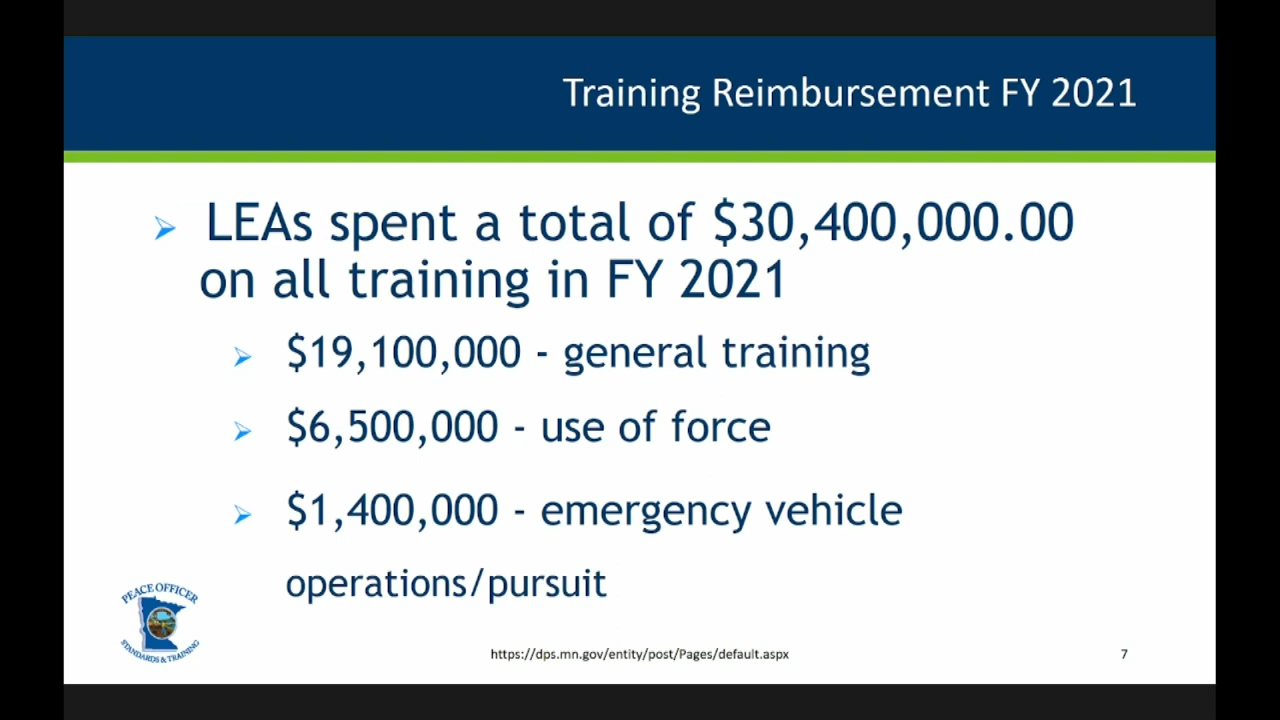 Training Reimbursement FY 2021
LEAs spent a total of $30,400,000.00
on all training in FY 2021
$19,100,000 - general training
$6,500,000 - use of force
$1,400,000 - emergency vehicle
operations/pursuit
PEACE OFFICER
STANDARDS & TRAINING
https://dps.mn.gov/entity/post/Pages/default.aspx
7